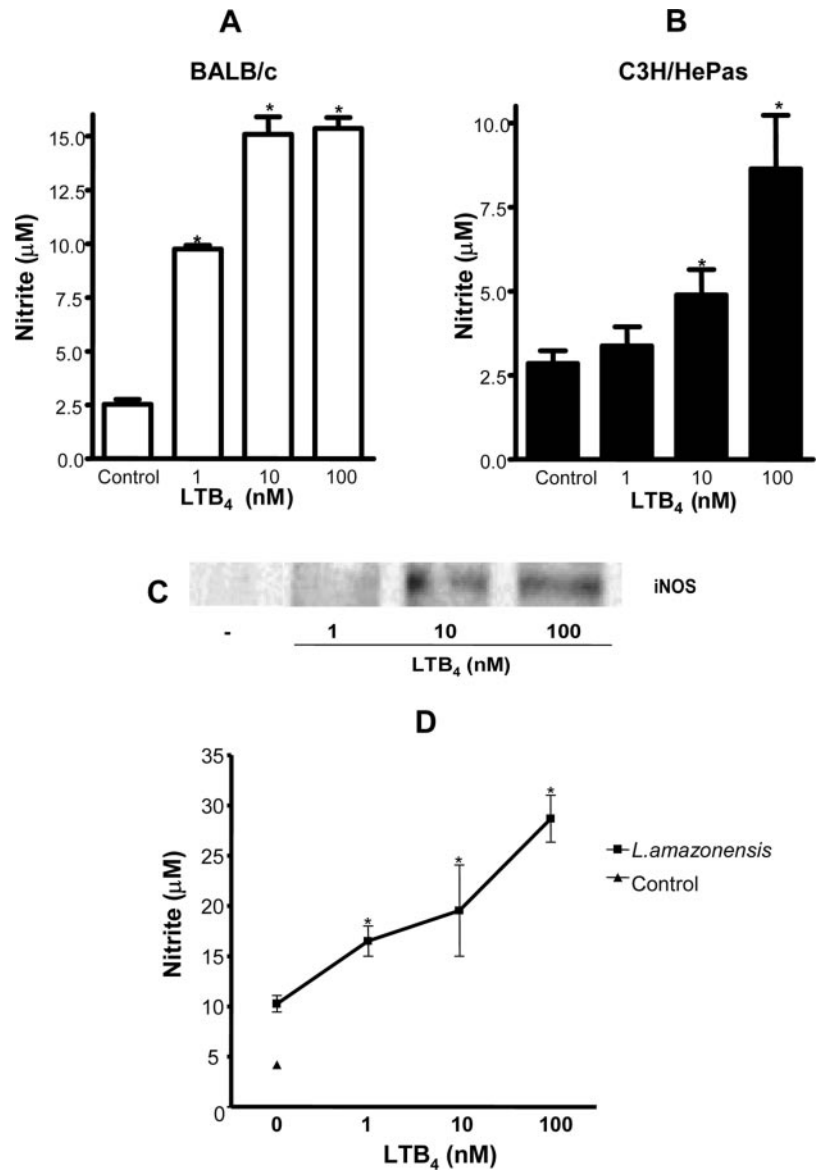 A
BALB/c
Nitrite (μM)
15.0
12.5
10.0
7.5
5.0
2.5
0.0
* * *
Control 1 10 100
LTB4 (nM)
B
C3H/HePas
Nitrite (μM)
10.0
7.5
5.0
2.5
0.0
* *
Control 1 10 100
LTB4 (nM)
C
iNOS
- 1 10 100
LTB4 (nM)
D
Nitrite (μM)
35
30
25
20
15
10
5
0
* * *
0 1 10 100
LTB4 (nM)
L.amazonensis
Control